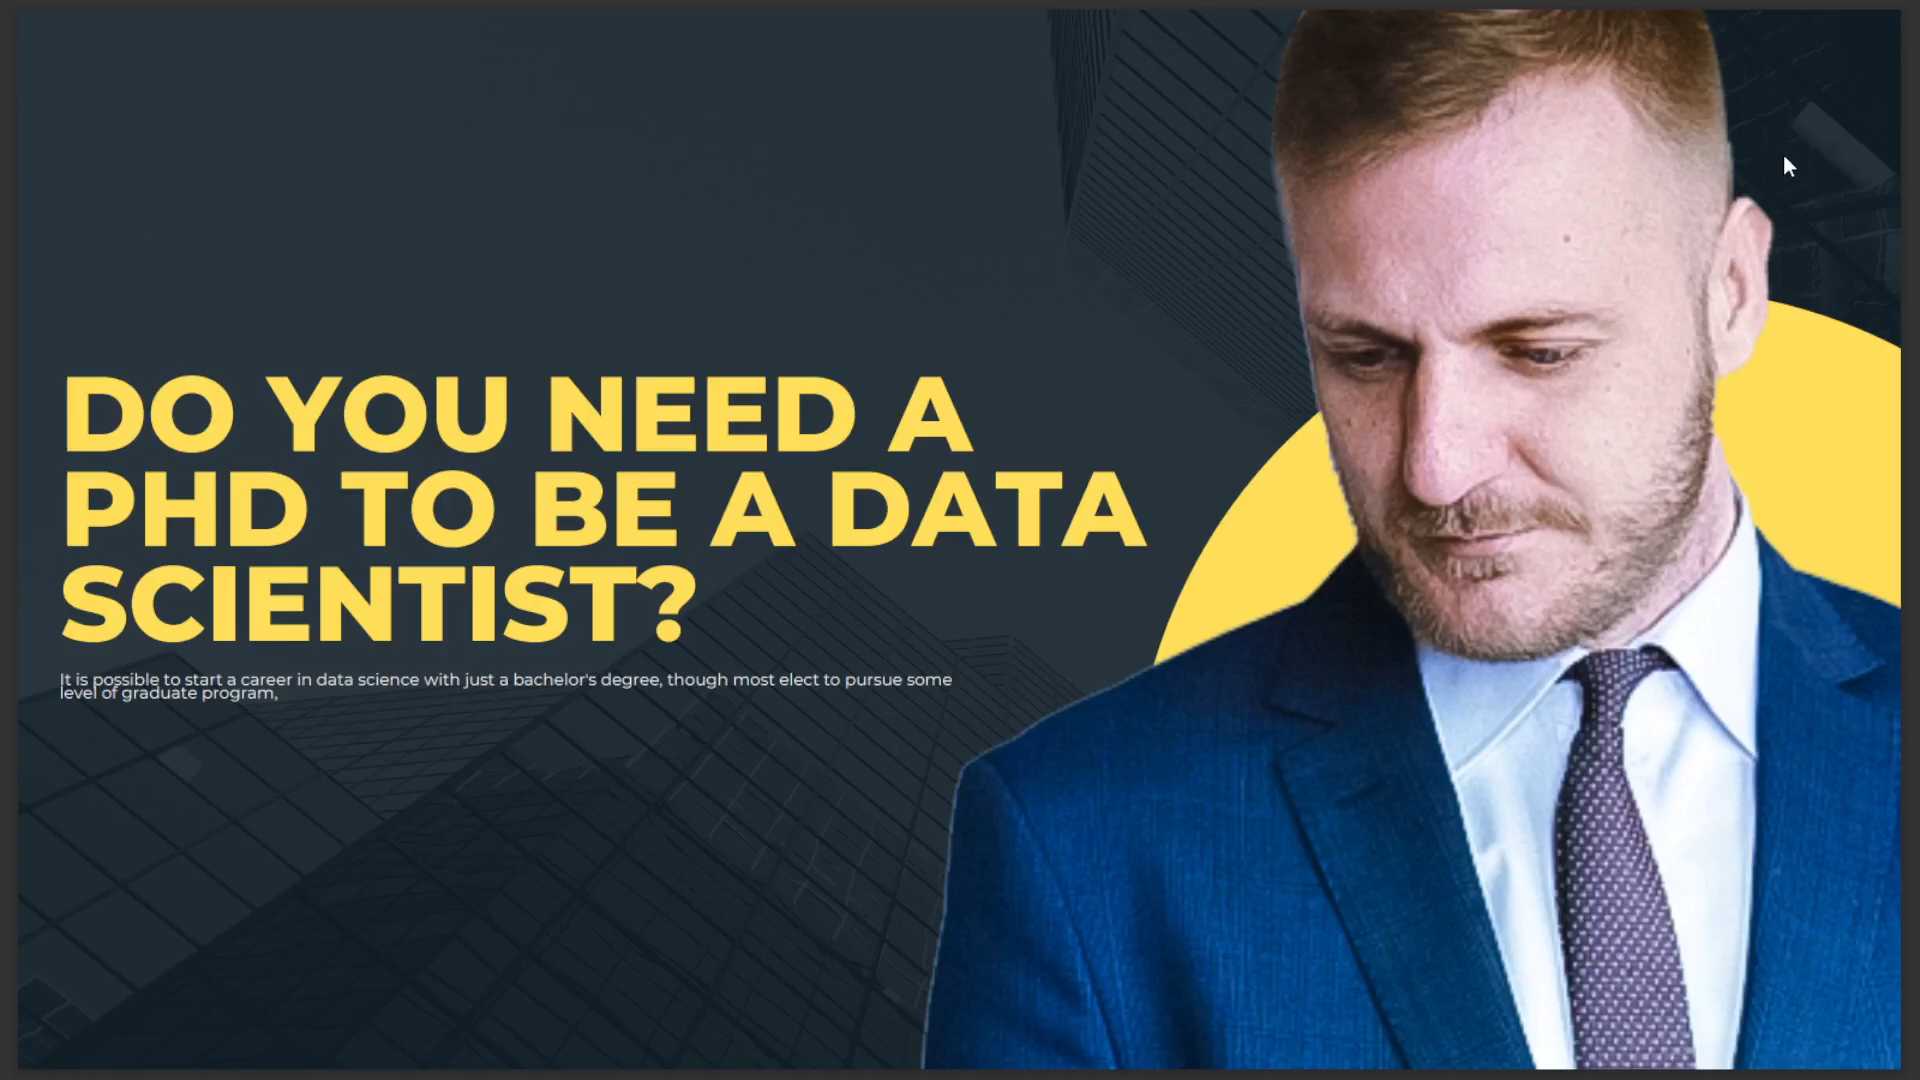 DO YOU NEED A
PHD TO BE A DATA
SCIENTIST?
It is possible to start a career in data science with just a bachelor's degree, though most elect to pursue some
level of graduate program,